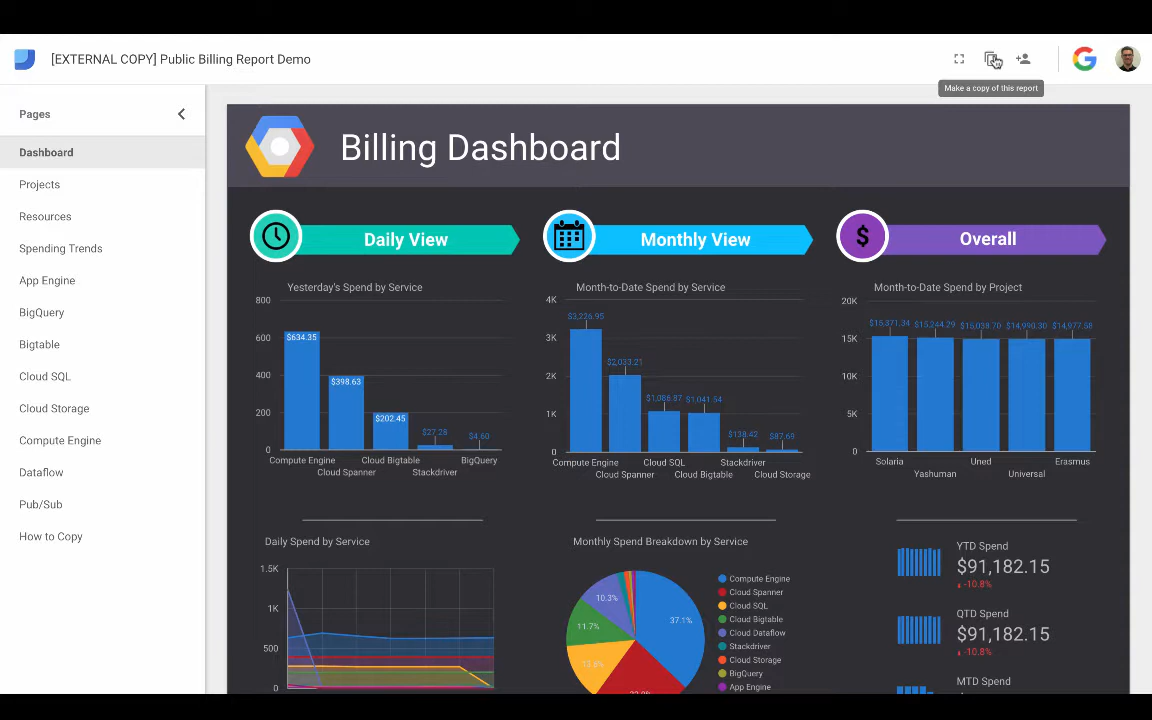 [EXTERNAL COPY] Public Billing Report Demo
Make a copy of this report
Pages
Dashboard
Projects
Resources
Spending Trends
App Engine
BigQuery
Bigtable
Cloud SQL
Cloud Storage
Compute Engine
Dataflow
Pub/Sub
How to Copy
Billing Dashboard
Daily View
Yesterday's Spend by Service
800
600
400
200
0
$634.35
$398.63
$202.45
$27.28
$4.60
Compute Engine
Cloud Spanner
Cloud Bigtable
Stackdriver
BigQuery
Daily Spend by Service
1.5K
1K
500
0
Monthly View
Month-to-Date Spend by Service
4K
3K
2K
1K
0
$3,226.95
$2,033.21
$1,086.87
$1,041.54
$138.42
$87.69
Compute Engine
Cloud Spanner
Cloud SQL
Cloud Bigtable
Stackdriver
Cloud Storage
Monthly Spend Breakdown by Service
37.1%
11.7%
10.3%
Compute Engine
Cloud Spanner
Cloud SQL
Cloud Bigtable
Cloud Dataflow
Stackdriver
Cloud Storage
BigQuery
App Engine
$
Overall
Month-to-Date Spend by Project
20K
15K
10K
5K
0
$15,371.34
$15,244.29
$15,038.70
$14,990.30
$14,977.58
Solaria
Yashuman
Uned
Universal
Erasmus
YTD Spend
$91,182.15
-10.8%
QTD Spend
$91,182.15
-10.8%
MTD Spend